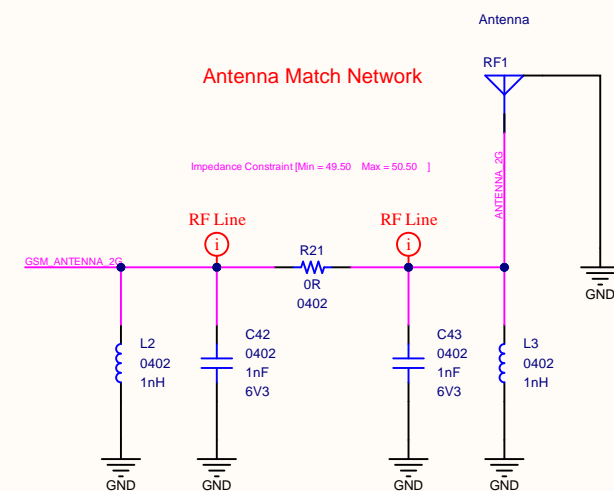 Antenna
RF1
Antenna Match Network
ANTENNA_2G
Impedance Constraint [Min = 49.50 Max = 50.50 ]
RF Line
RF Line
i
i
R21
0R
0402
GSM_ANTENNA_2G
GND
L2
0402
1nH
C42
0402
1nF
6V3
C43
0402
1nF
6V3
L3
0402
1nH
GND
GND
GND
GND